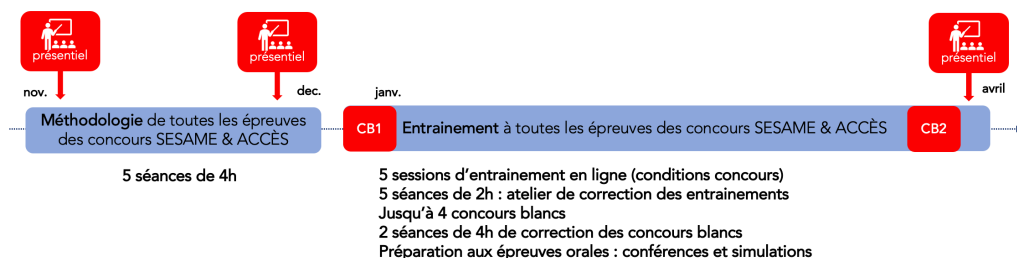 présentiel
présentiel
présentiel
nov.
dec.
janv.
avril
Méthodologie de toutes les épreuves
des concours SESAME & ACCÈS
CB1
Entrainement à toutes les épreuves des concours SESAME & ACCÈS
CB2
5 séances de 4h
5 sessions d'entrainement en ligne (conditions concours)
5 séances de 2h : atelier de correction des entrainements
Jusqu'à 4 concours blancs
2 séances de 4h de correction des concours blancs
Préparation aux épreuves orales : conférences et simulations